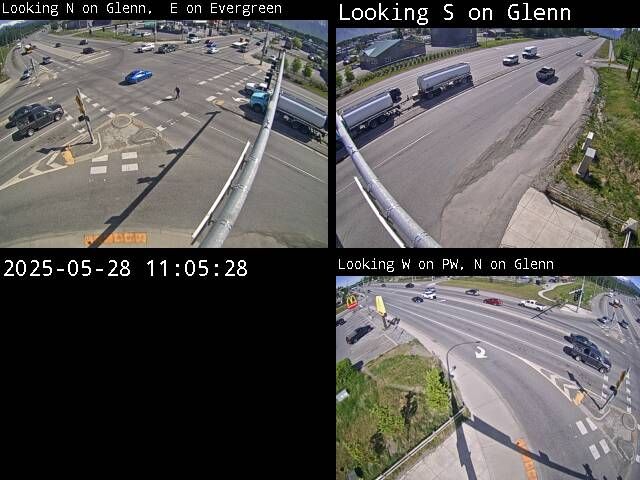 Looking N on Glenn,  E on Evergreen
Looking S on Glenn
2025-05-28 11:05:28
Looking W on PW, N on Glenn